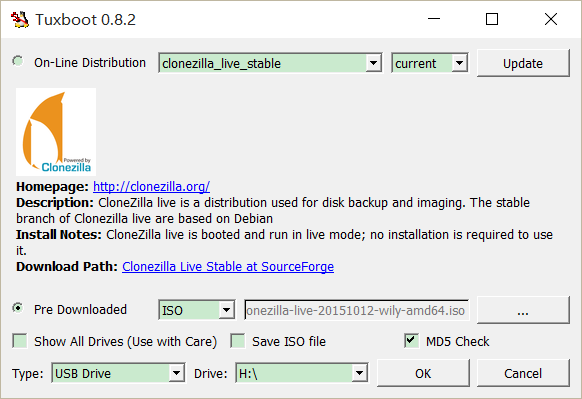 Tuxboot 0.8.2
On-Line Distribution clonezilla_live_stable current Update
Powered by
Clonezilla
Homepage: http://clonezilla.org/
Description: CloneZilla live is a distribution used for disk backup and imaging. The stable
branch of Clonezilla live are based on Debian
Install Notes: CloneZilla live is booted and run in live mode; no installation is required to use
it.
Download Path: Clonezilla Live Stable at SourceForge
Pre Downloaded ISO onezilla-live-20151012-wily-amd64.iso ...
Show All Drives (Use with Care) Save ISO file MD5 Check
Type: USB Drive Drive: H:\ OK Cancel